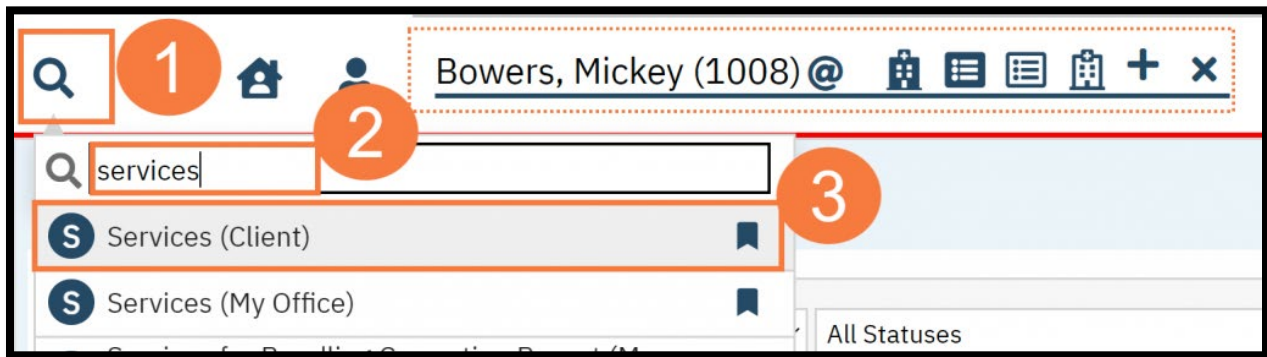 1
Bowers, Mickey (1008) @
2
services
3
S Services (Client)
S Services (My Office)
All Statuses